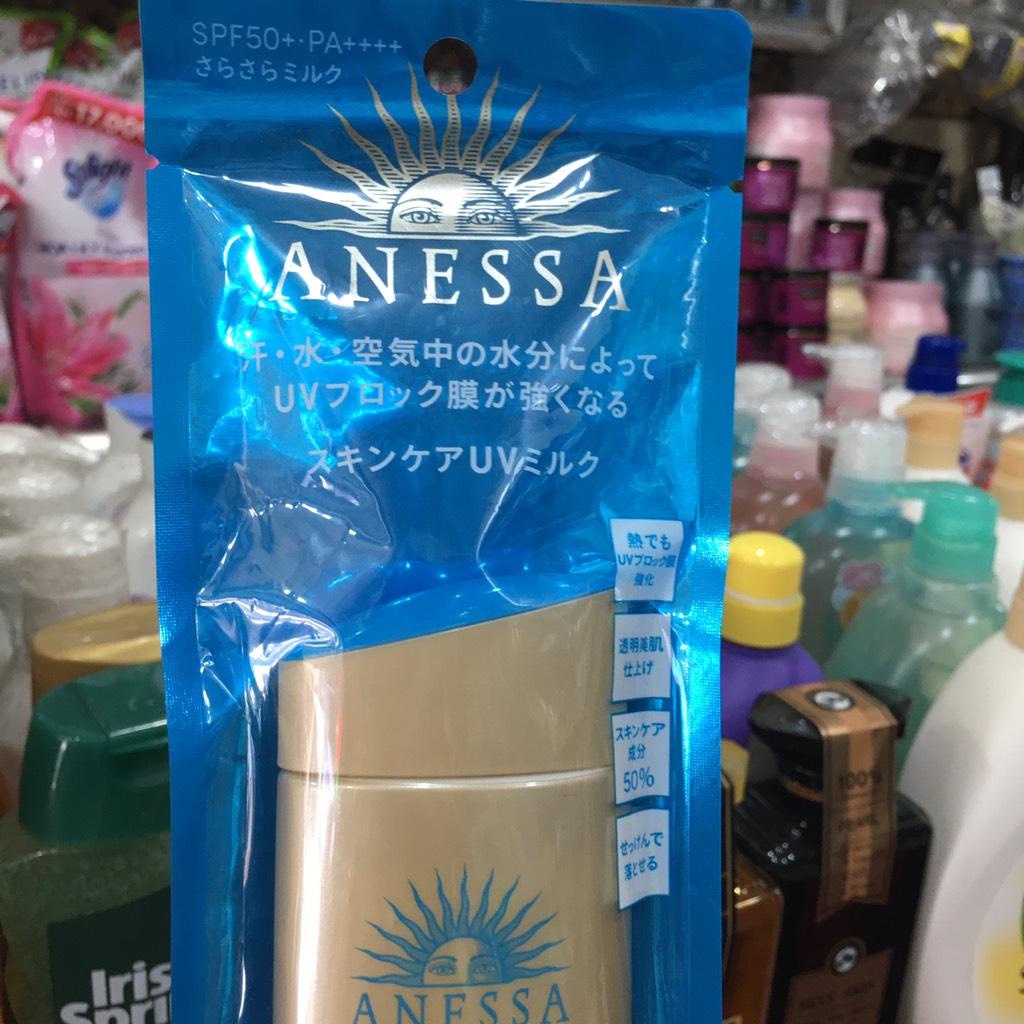 SPF50+・PA++++
さらさらミルク
ANESSA
汗・水・空気中の水分によって
UVブロック膜が強くなる
スキンケアUVミルク
熱でも
UVブロック膜
強化
透明美肌
仕上げ
スキンケア
成分
50%
せっけんで
落とせる
ANESSA
17.000
Iris
100%